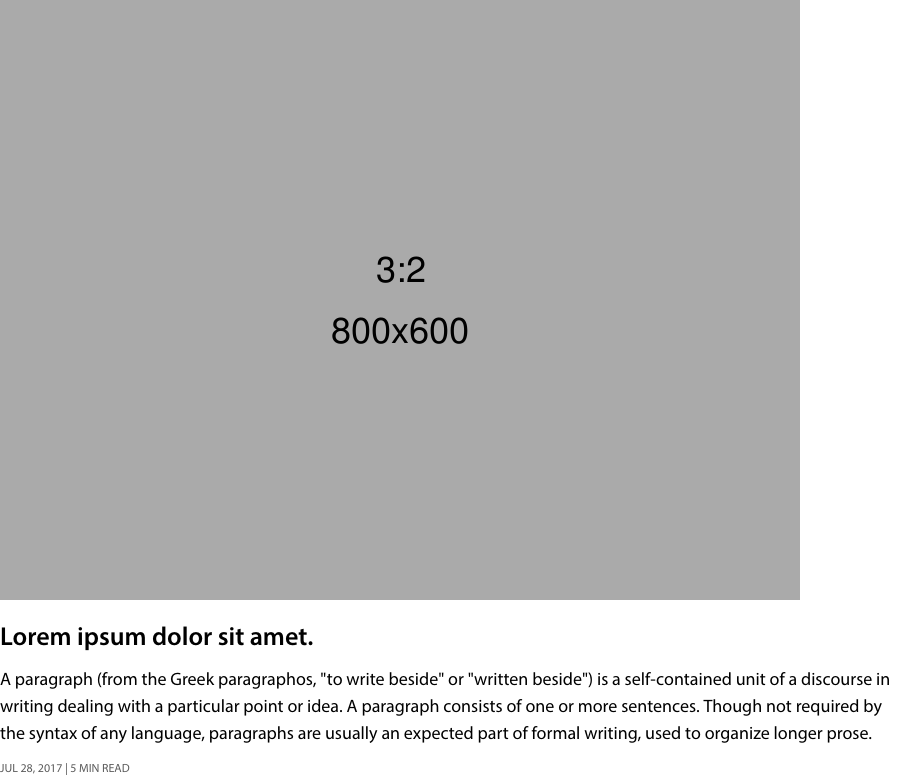 3:2
800x600
Lorem ipsum dolor sit amet.
A paragraph (from the Greek paragraphos, "to write beside" or "written beside") is a self-contained unit of a discourse in
writing dealing with a particular point or idea. A paragraph consists of one or more sentences. Though not required by
the syntax of any language, paragraphs are usually an expected part of formal writing, used to organize longer prose.
JUL 28, 2017 | 5 MIN READ